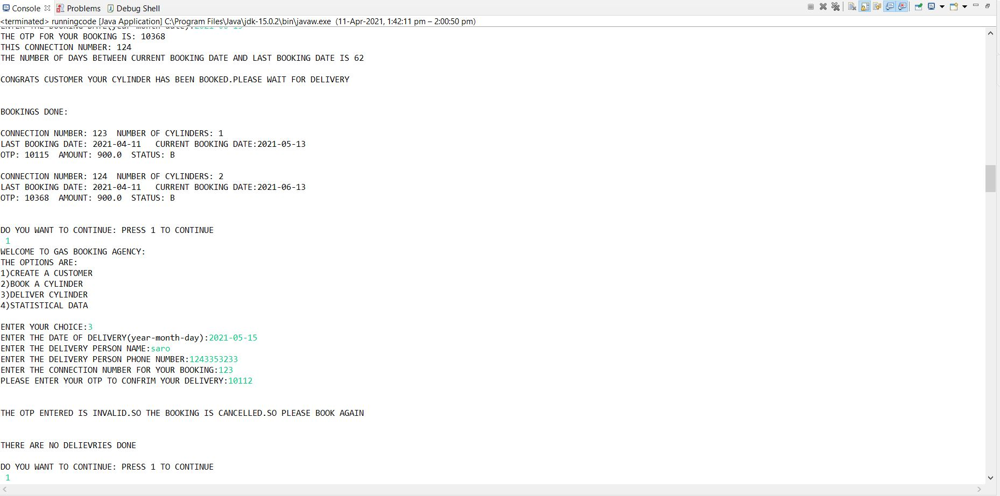 Console Problems Debug Shell
<terminated> runningcode [Java Application] C:\Program Files\Java\jdk-15.0.2\bin\javaw.exe (11-Apr-2021, 1:42:11 pm – 2:00:50 pm)
THE OTP FOR YOUR BOOKING IS: 10368
THIS CONNECTION NUMBER: 124
THE NUMBER OF DAYS BETWEEN CURRENT BOOKING DATE AND LAST BOOKING DATE IS 62
CONGRATS CUSTOMER YOUR CYLINDER HAS BEEN BOOKED.PLEASE WAIT FOR DELIVERY
BOOKINGS DONE:
CONNECTION NUMBER: 123  NUMBER OF CYLINDERS: 1
LAST BOOKING DATE: 2021-04-11   CURRENT BOOKING DATE:2021-05-13
OTP: 10115  AMOUNT: 900.0  STATUS: B
CONNECTION NUMBER: 124  NUMBER OF CYLINDERS: 2
LAST BOOKING DATE: 2021-04-11   CURRENT BOOKING DATE:2021-06-13
OTP: 10368  AMOUNT: 900.0  STATUS: B
DO YOU WANT TO CONTINUE: PRESS 1 TO CONTINUE
1
WELCOME TO GAS BOOKING AGENCY:
THE OPTIONS ARE:
1)CREATE A CUSTOMER
2)BOOK A CYLINDER
3)DELIVER CYLINDER
4)STATISTICAL DATA
ENTER YOUR CHOICE:3
ENTER THE DATE OF DELIVERY(year-month-day):2021-05-15
ENTER THE DELIVERY PERSON NAME:saro
ENTER THE DELIVERY PERSON PHONE NUMBER:1243353233
ENTER THE CONNECTION NUMBER FOR YOUR BOOKING:123
PLEASE ENTER YOUR OTP TO CONFRIM YOUR DELIVERY:10112
THE OTP ENTERED IS INVALID.SO THE BOOKING IS CANCELLED.SO PLEASE BOOK AGAIN
THERE ARE NO DELIEVRIES DONE
DO YOU WANT TO CONTINUE: PRESS 1 TO CONTINUE
1